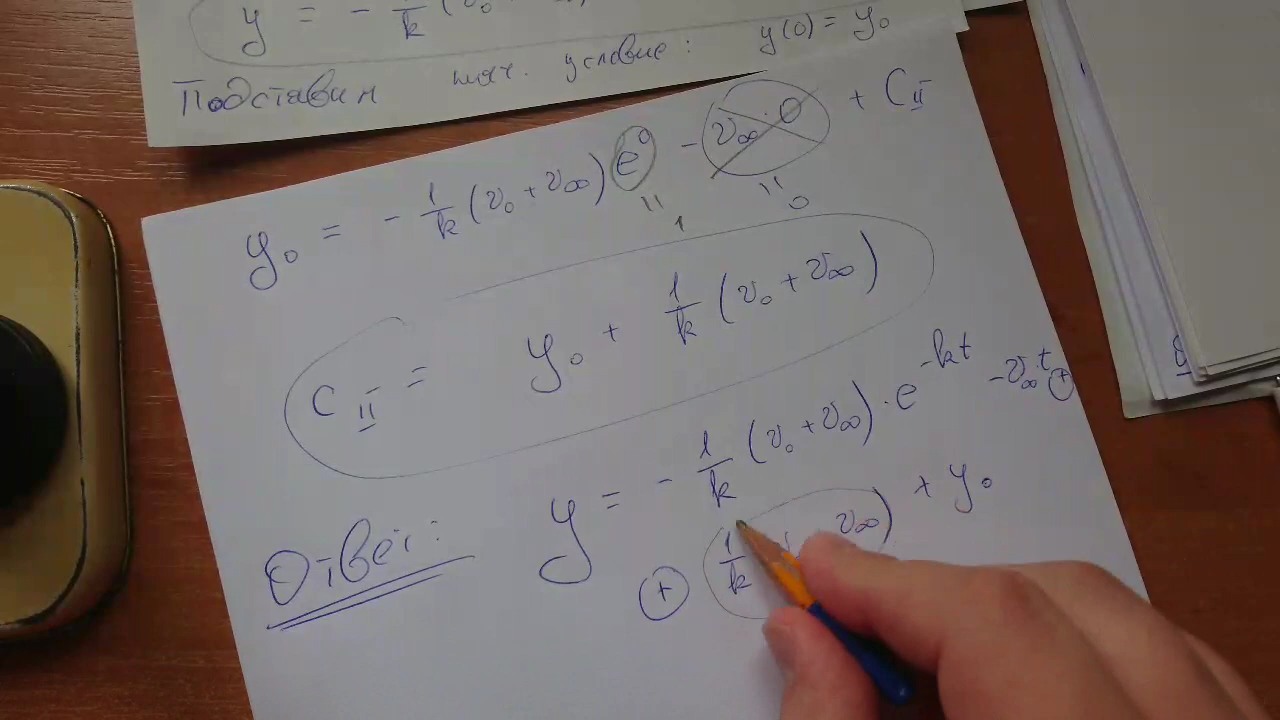 y = - 1/k (v₀
Подставим нач. условие: y(0) = y₀
y₀ = - 1/k (v₀ + v∞) e⁰ - v∞ · 0 + C_II
" 1 " 0
C_II = y₀ + 1/k (v₀ + v∞)
Ответ: y = - 1/k (v₀ + v∞) · e^(-kt) - v∞ t +
+ 1/k v∞) + y₀